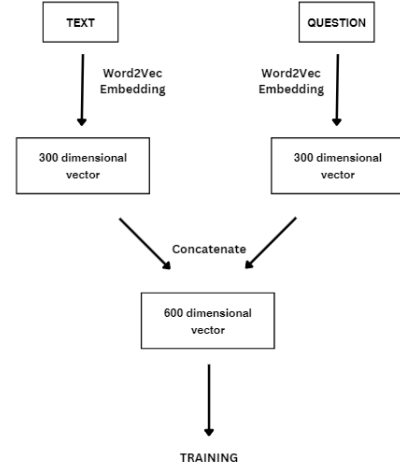 TEXT
QUESTION
Word2Vec
Embedding
Word2Vec
Embedding
300 dimensional
vector
300 dimensional
vector
Concatenate
600 dimensional
vector
TRAINING